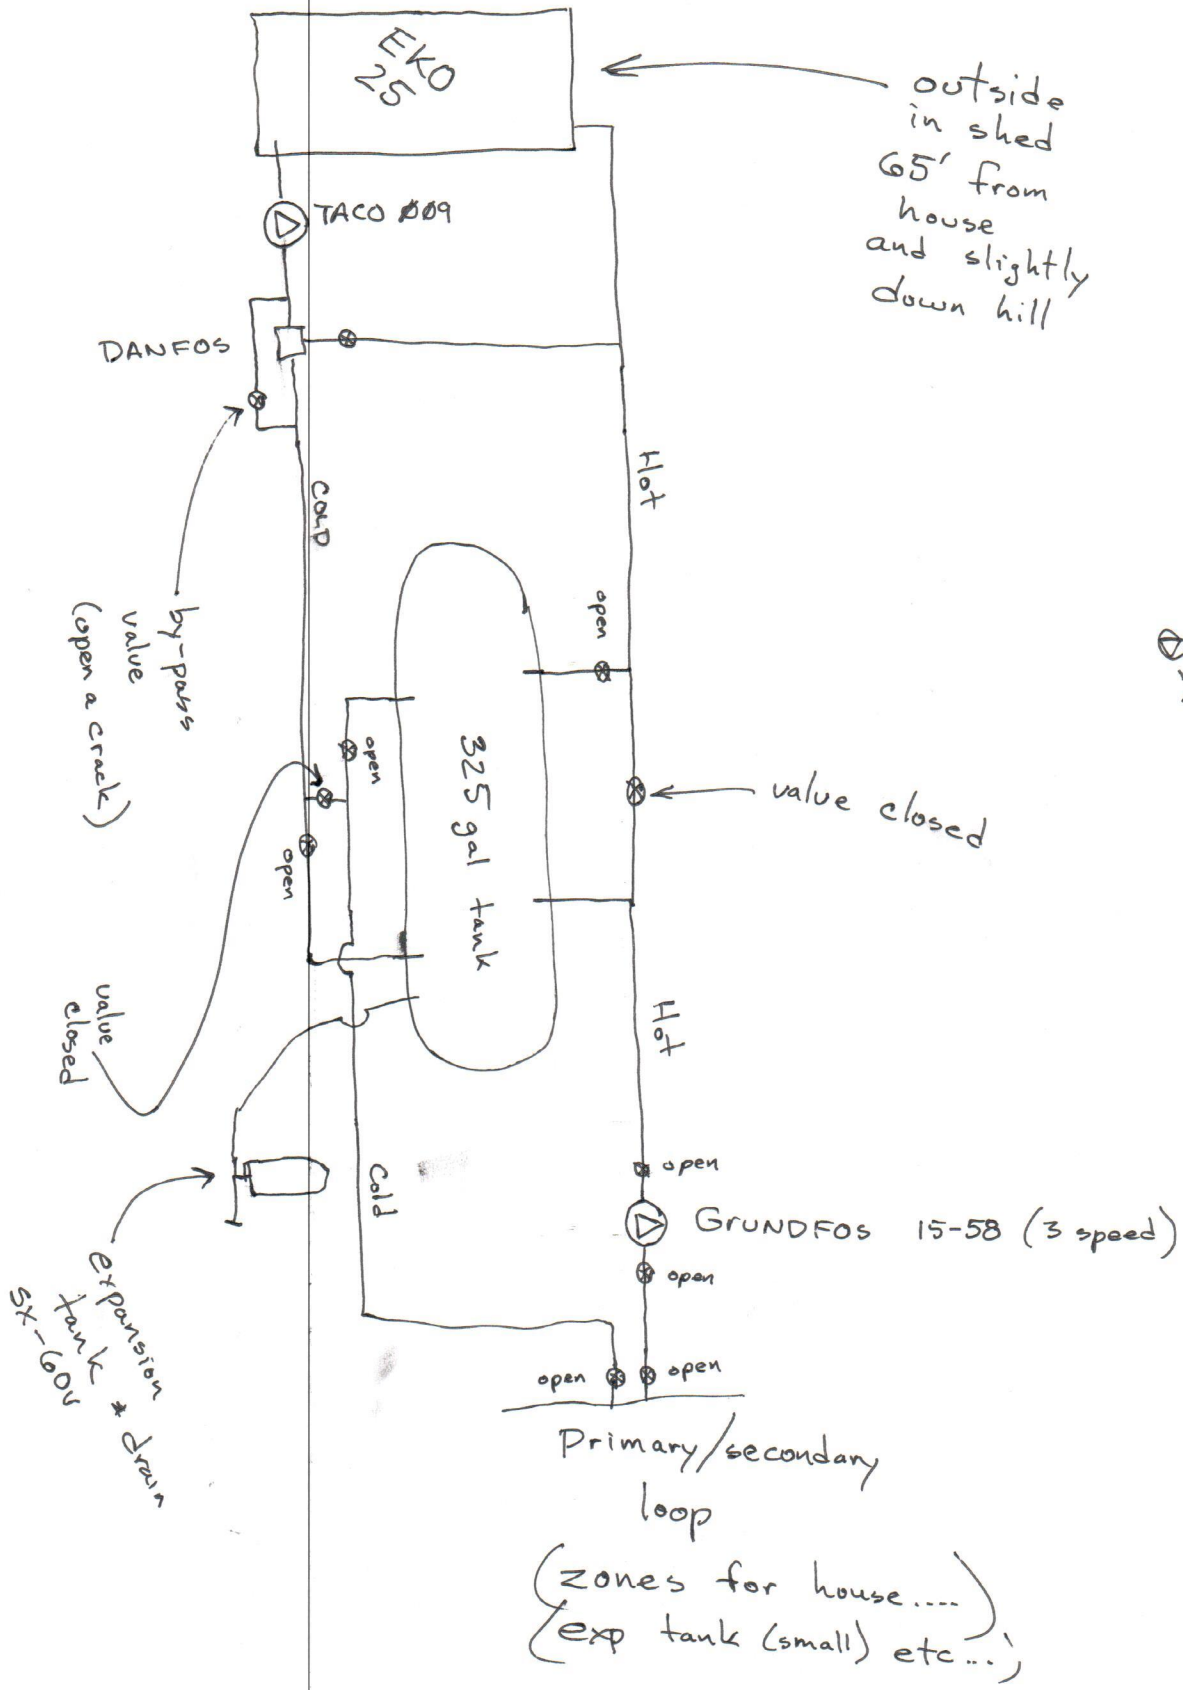 EKO
25
outside
in shed
65' from
house
and slightly
down hill
TACO 009
DANFOS
Hot
COLD
open
by-pass
value
(open a crack)
open
325 gal tank
value closed
open
value
closed
Hot
open
Cold
GRUNDFOS 15-58 (3 speed)
open
expansion
tank * drain
SX-60V
open
open
Primary/secondary
loop
(zones for house....)
(exp tank (small) etc...)